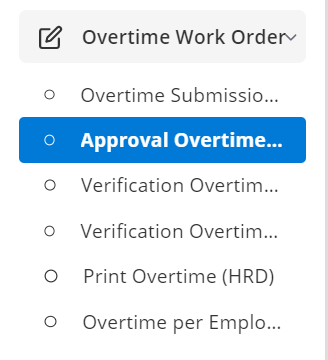 Overtime Work Order
Overtime Submissio...
Approval Overtime...
Verification Overtim...
Verification Overtim...
Print Overtime (HRD)
Overtime per Emplo...